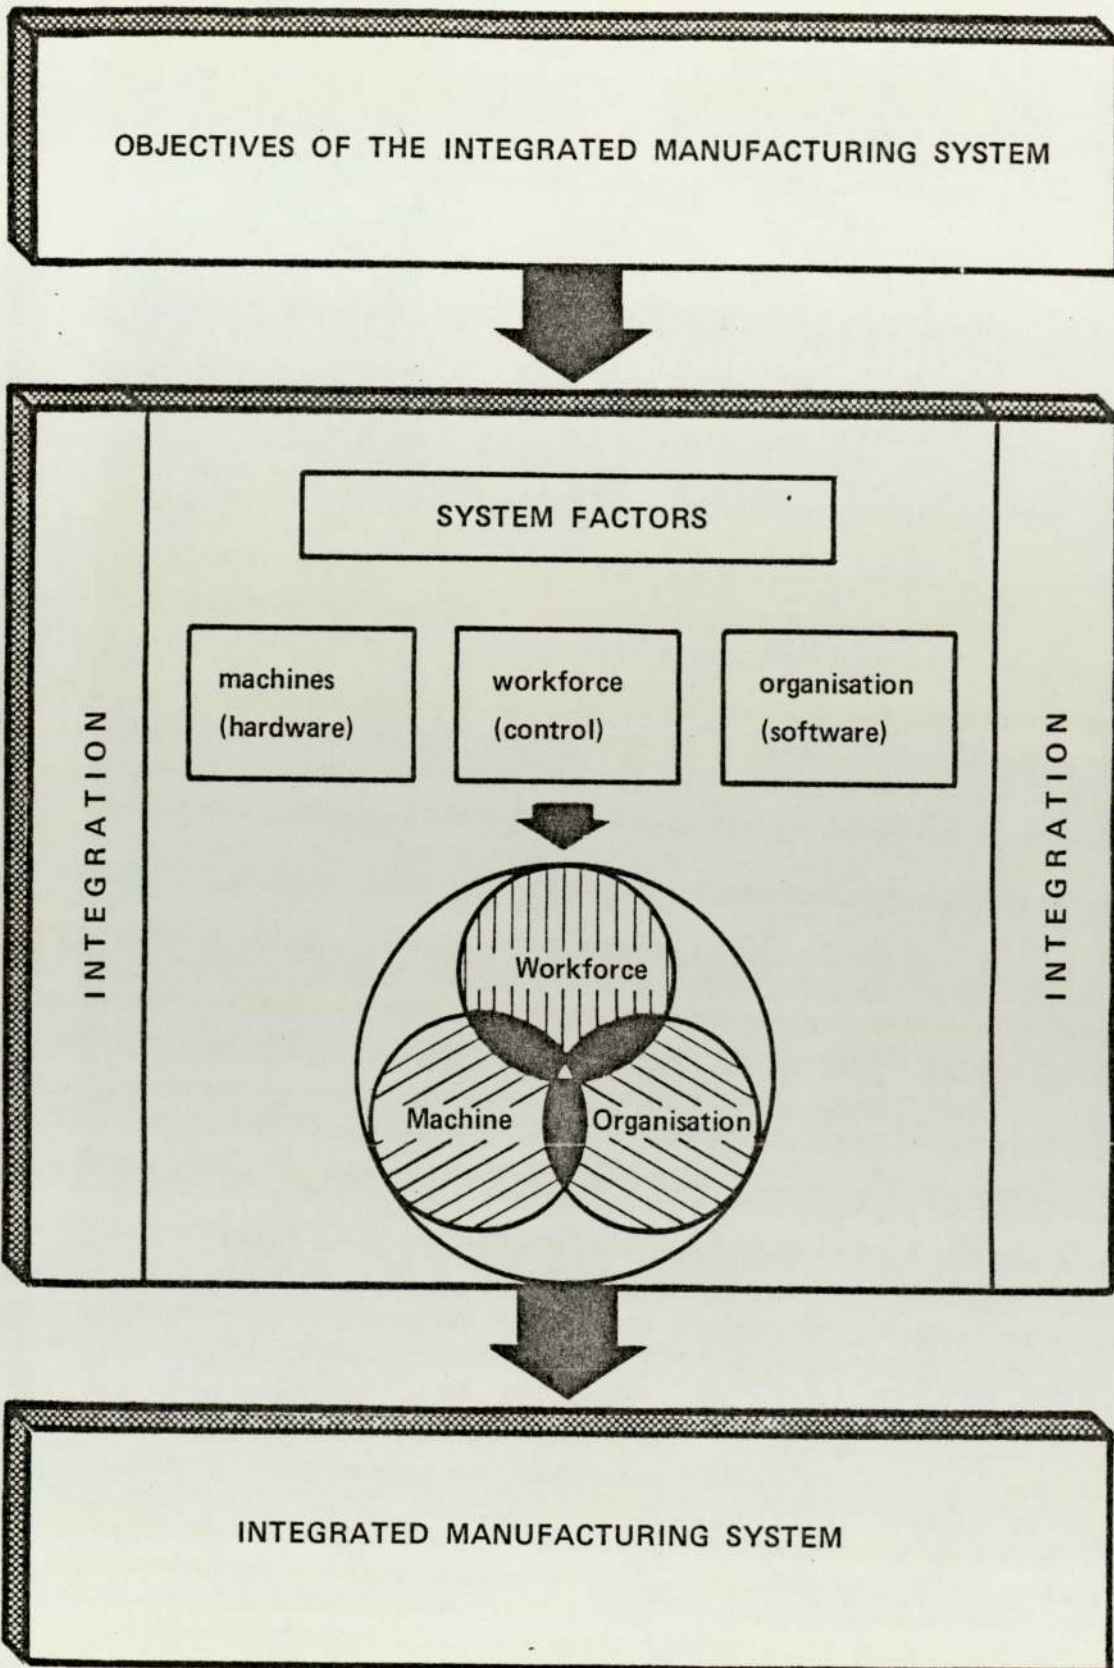 OBJECTIVES OF THE INTEGRATED MANUFACTURING SYSTEM
INTEGRATION
SYSTEM FACTORS
machines
(hardware)
workforce
(control)
organisation
(software)
Workforce
Machine
Organisation
INTEGRATION
INTEGRATED MANUFACTURING SYSTEM